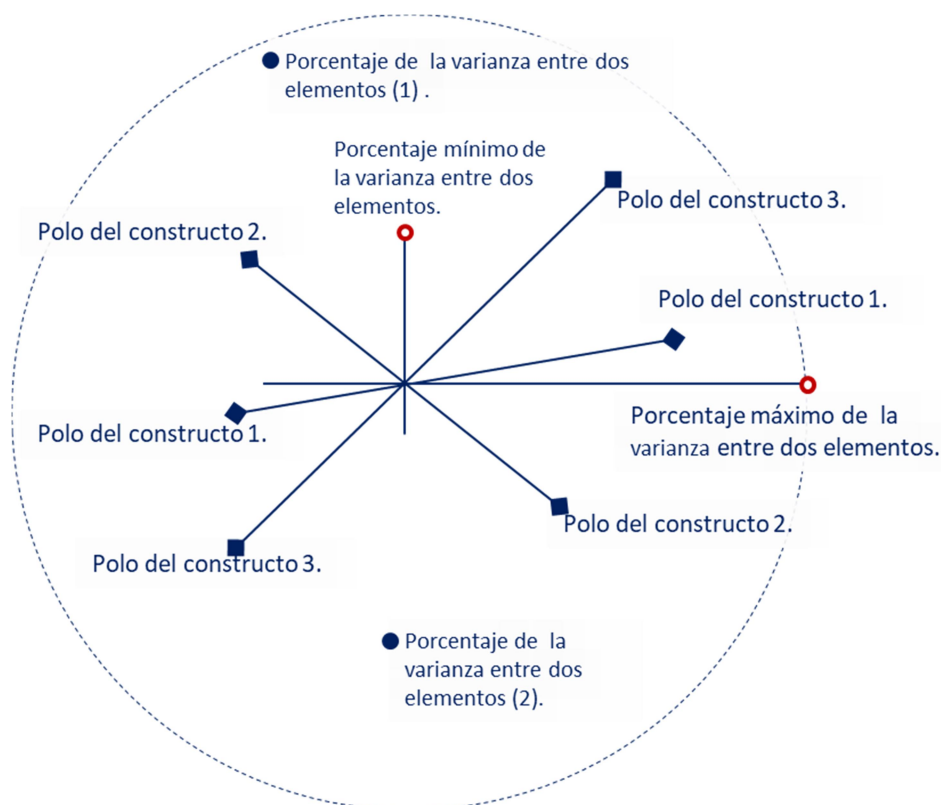 Porcentaje de la varianza entre dos
elementos (1) .
Porcentaje mínimo de
la varianza entre dos
elementos.
Polo del constructo 3.
Polo del constructo 2.
Polo del constructo 1.
Porcentaje máximo de la
varianza entre dos elementos.
Polo del constructo 1.
Polo del constructo 2.
Polo del constructo 3.
Porcentaje de la
varianza entre dos
elementos (2).